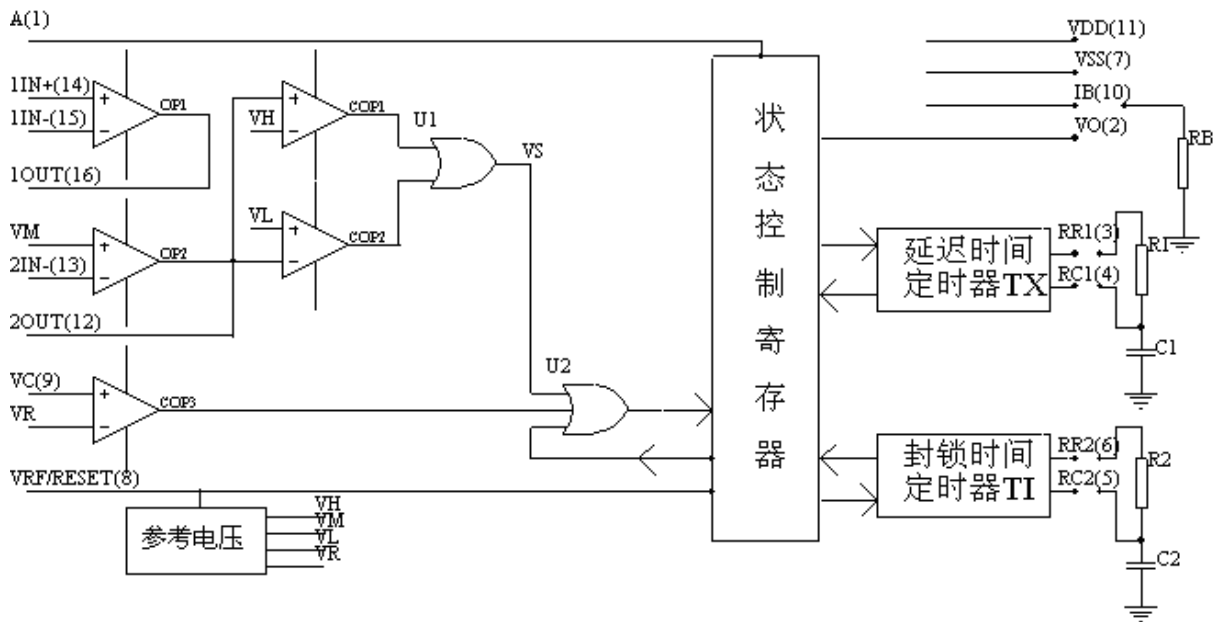 A(1)
1IN+(14)
1IN-(15)
OP1
1OUT(16)
VM
2IN-(13)
OP2
2OUT(12)
VC(9)
VR
COP3
VRF/RESET(8)
参考电压
VH
VM
VL
VR
VH
COP1
VL
COP2
U1
VS
U2
状态控制寄存器
VDD(11)
VSS(7)
IB(10)
VO(2)
RB
延迟时间
定时器TX
RR1(3)
RC1(4)
R1
C1
封锁时间
定时器TI
RR2(6)
RC2(5)
R2
C2